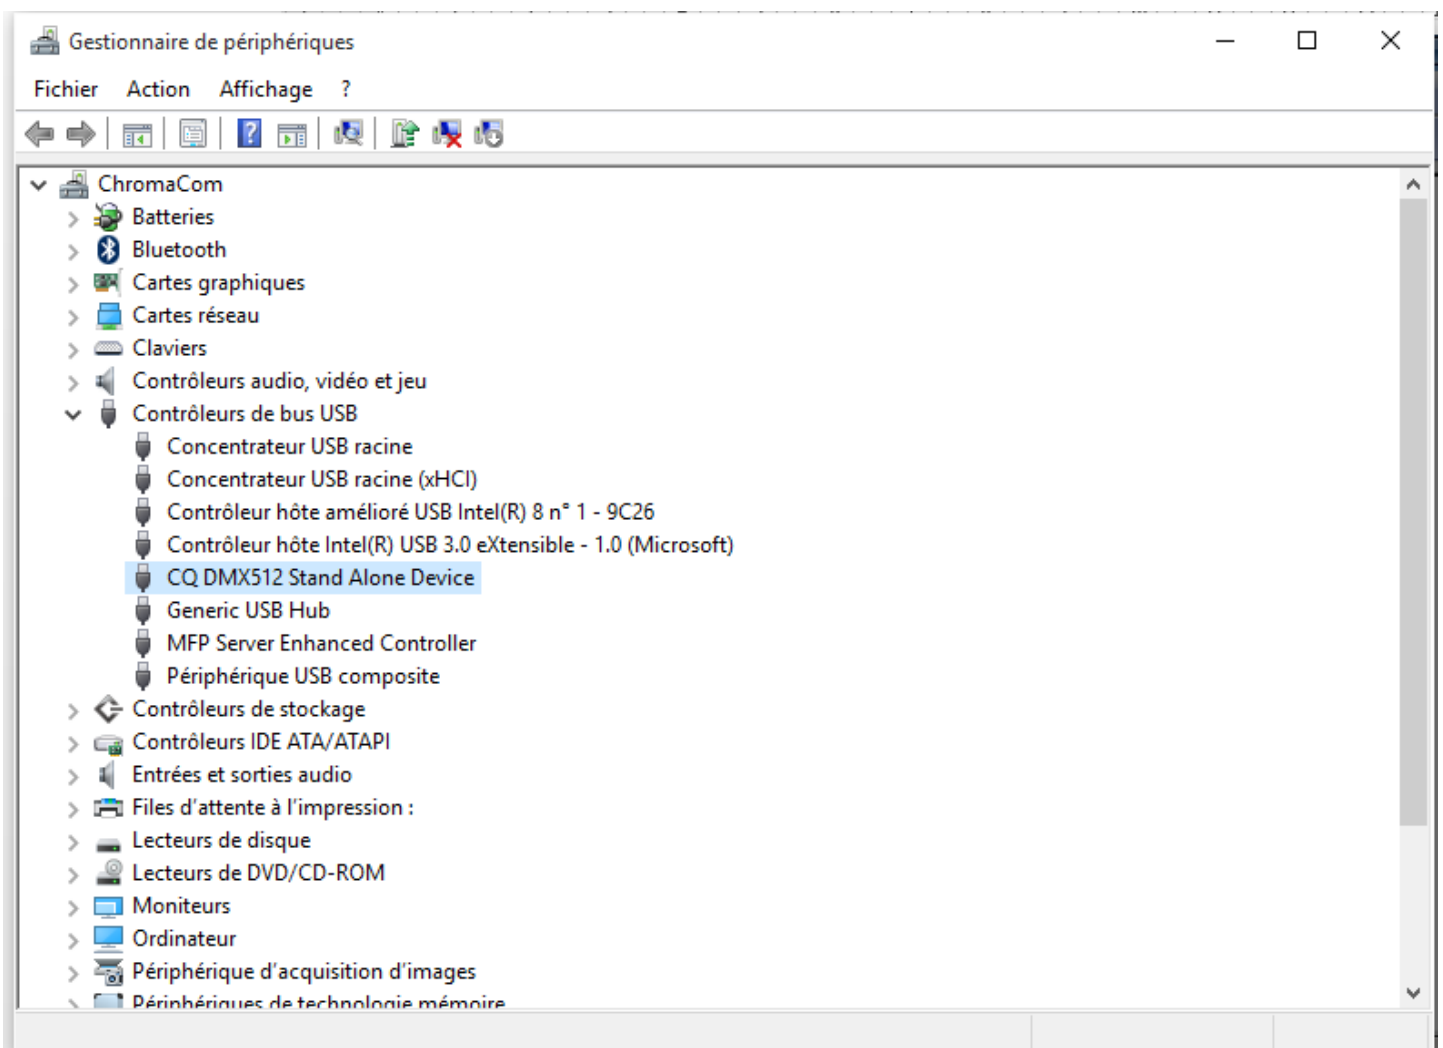 Gestionnaire de périphériques
Fichier Action Affichage ?
ChromaCom
Batteries
Bluetooth
Cartes graphiques
Cartes réseau
Claviers
Contrôleurs audio, vidéo et jeu
Contrôleurs de bus USB
Concentrateur USB racine
Concentrateur USB racine (xHCI)
Contrôleur hôte amélioré USB Intel(R) 8 n° 1 - 9C26
Contrôleur hôte Intel(R) USB 3.0 eXtensible - 1.0 (Microsoft)
CQ DMX512 Stand Alone Device
Generic USB Hub
MFP Server Enhanced Controller
Périphérique USB composite
Contrôleurs de stockage
Contrôleurs IDE ATA/ATAPI
Entrées et sorties audio
Files d'attente à l'impression :
Lecteurs de disque
Lecteurs de DVD/CD-ROM
Moniteurs
Ordinateur
Périphérique d'acquisition d'images
Périphériques de technologie mémoire